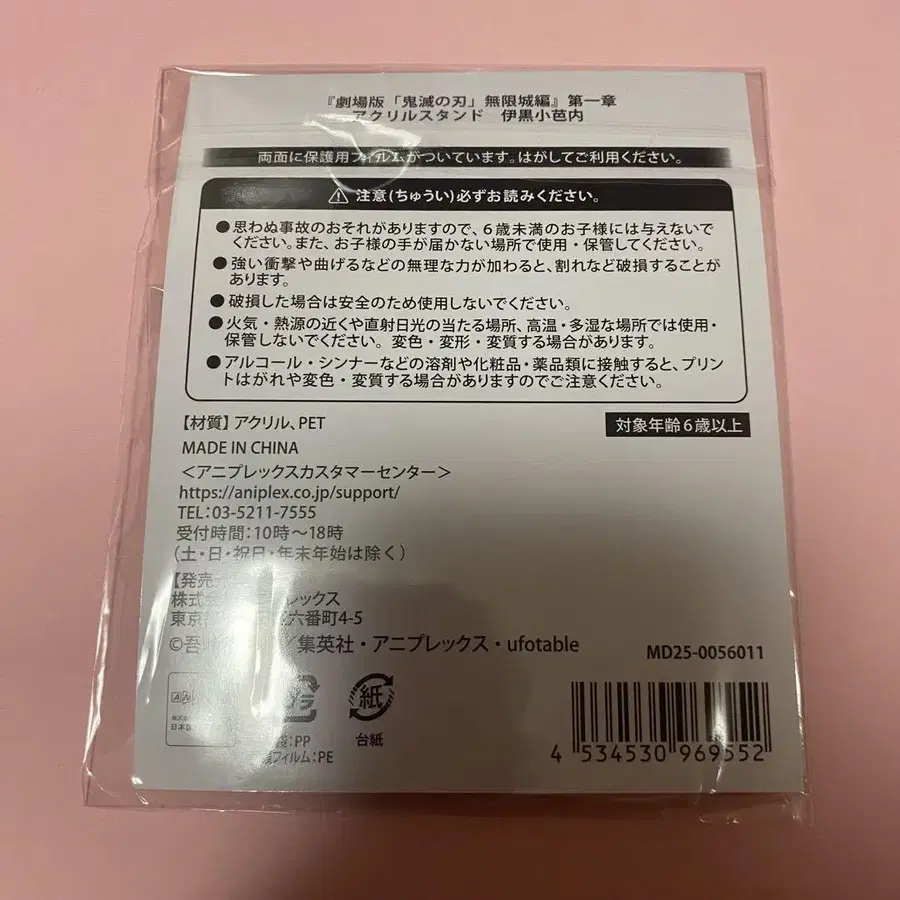 『劇場版「鬼滅の刃」無限城編』第一章
アクリルスタンド　伊黒小芭内
両面に保護用フィルムがついています。はがしてご利用ください。
注意(ちゅうい)必ずお読みください。
●思わぬ事故のおそれがありますので、6歳未満のお子様には与えないで
ください。また、お子様の手が届かない場所で使用・保管してください。
●強い衝撃や曲げるなどの無理な力が加わると、割れなど破損することが
あります。
●破損した場合は安全のため使用しないでください。
●火気・熱源の近くや直射日光の当たる場所、高温・多湿な場所では使用・
保管しないでください。変色・変形・変質する場合があります。
●アルコール・シンナーなどの溶剤や化粧品・薬品類に接触すると、プリン
トはがれや変色・変質する場合がありますのでご注意ください。
【材質】アクリル、PET
対象年齢6歳以上
MADE IN CHINA
＜アニプレックスカスタマーセンター＞
https://aniplex.co.jp/support/
TEL:03-5211-7555
受付時間:10時～18時
(土・日・祝日・年末年始は除く)
【発売
株式 レックス
東京 六番町4-5
©吾 ／集英社・アニプレックス・ufotable
MD25-0056011
株式
日本
プラ
:PP
フィルム:PE
紙
台紙
4 534530 969552